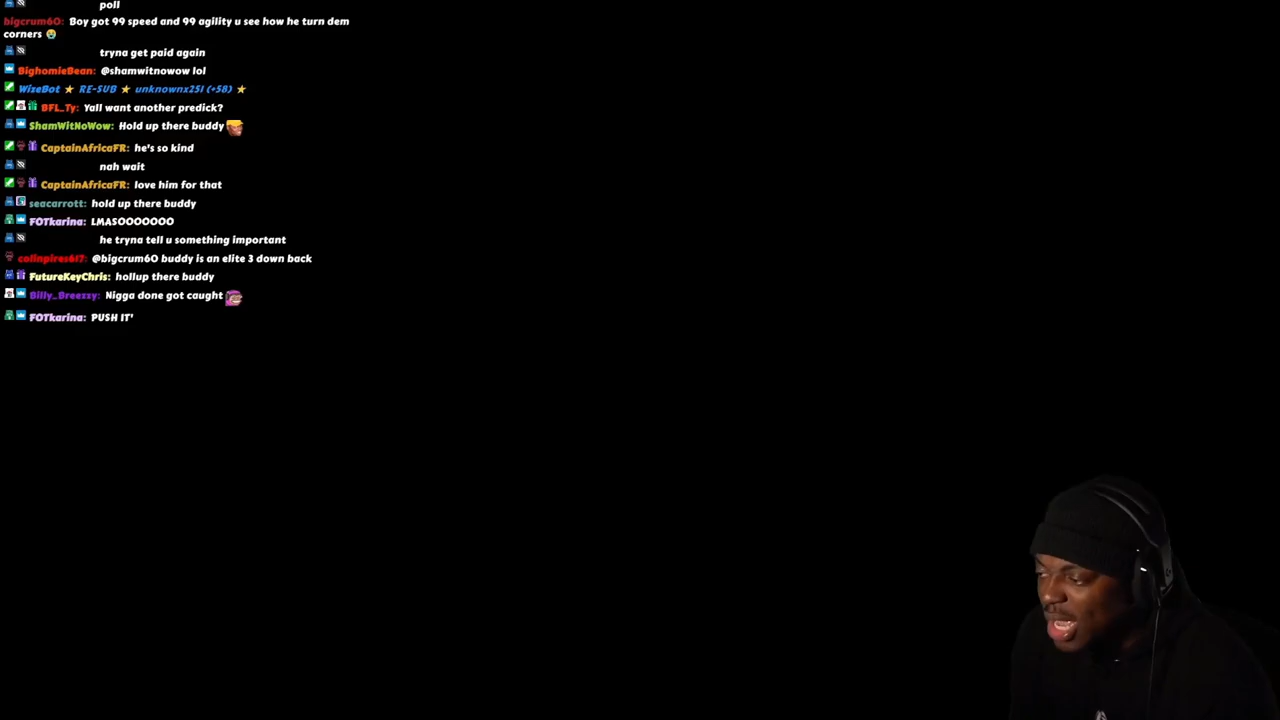 poll
bigcrum60: Boy got 99 speed and 99 agility u see how he turn dem
corners
tryna get paid again
BighomieBean: @shamwitnowow lol
WizeBot ★ RE-SUB ★ unknownx251 (+58) ★
BFL_Ty: Yall want another predick?
ShamWitNoWow: Hold up there buddy
CaptainAfricaFR: he's so kind
nah wait
CaptainAfricaFR: love him for that
seacarrott: hold up there buddy
FOTkarina: LMASOOOOOOO
he tryna tell u something important
colinpires617: @bigcrum60 buddy is an elite 3 down back
FutureKeyChris: hollup there buddy
Billy_Breezzy: Nigga done got caught
FOTkarina: PUSH IT'